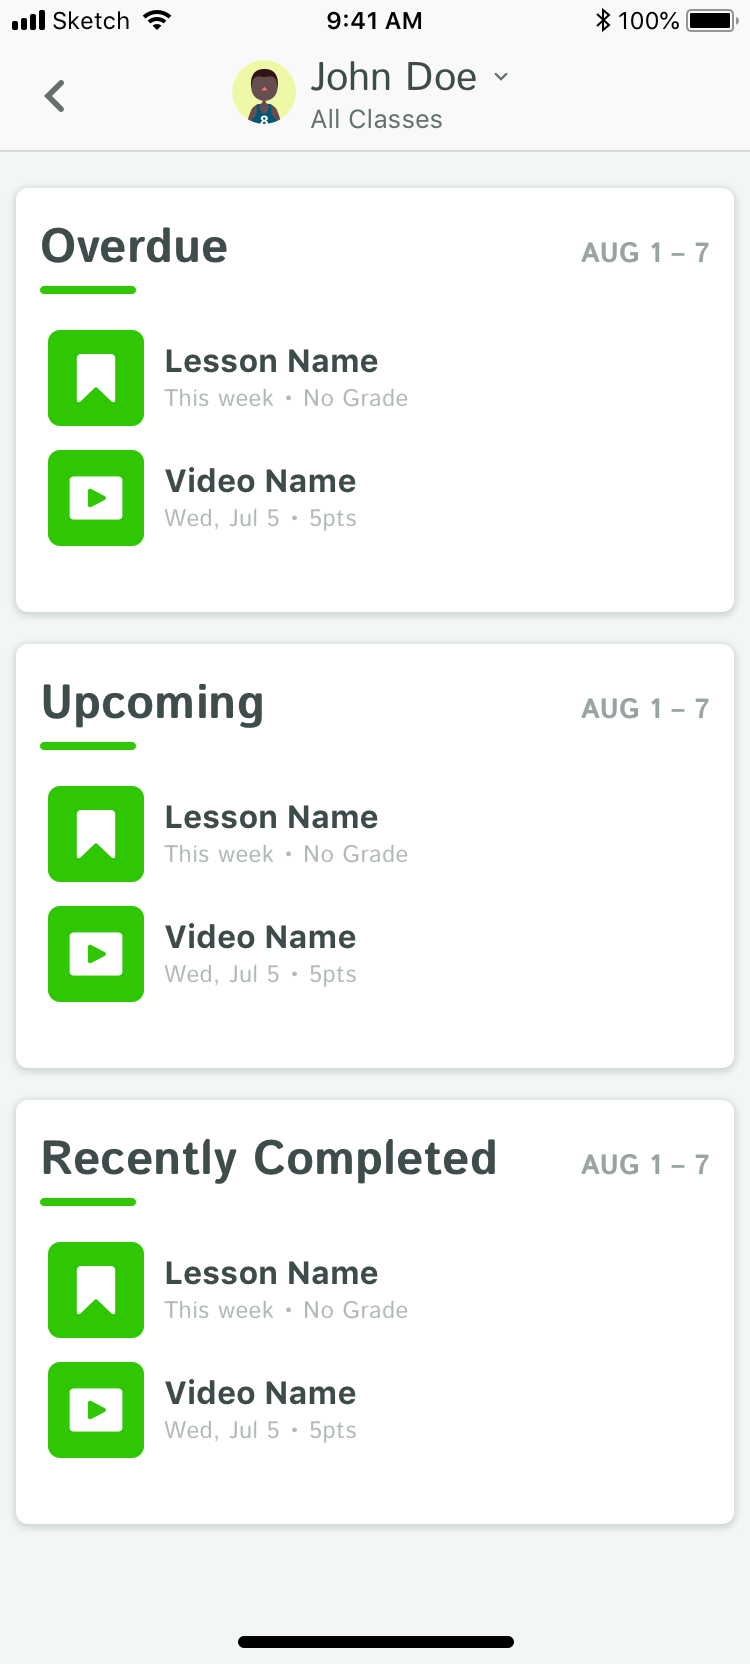 Sketch 9:41 AM 100%
John Doe
All Classes
8
Overdue AUG 1 – 7
Lesson Name
This week • No Grade
Video Name
Wed, Jul 5 • 5pts
Upcoming AUG 1 – 7
Lesson Name
This week • No Grade
Video Name
Wed, Jul 5 • 5pts
Recently Completed AUG 1 – 7
Lesson Name
This week • No Grade
Video Name
Wed, Jul 5 • 5pts